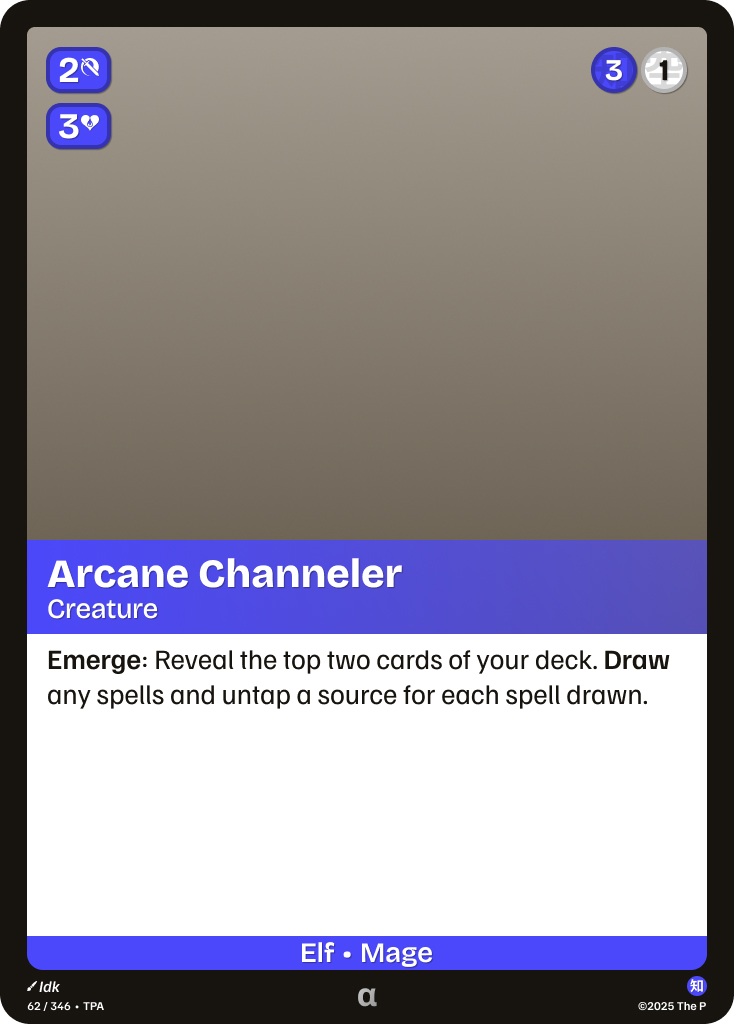 2
3 1
3
Arcane Channeler
Creature
Emerge: Reveal the top two cards of your deck. Draw
any spells and untap a source for each spell drawn.
Elf • Mage
Idk
62 / 346 • TPA
α
知
©2025 The P